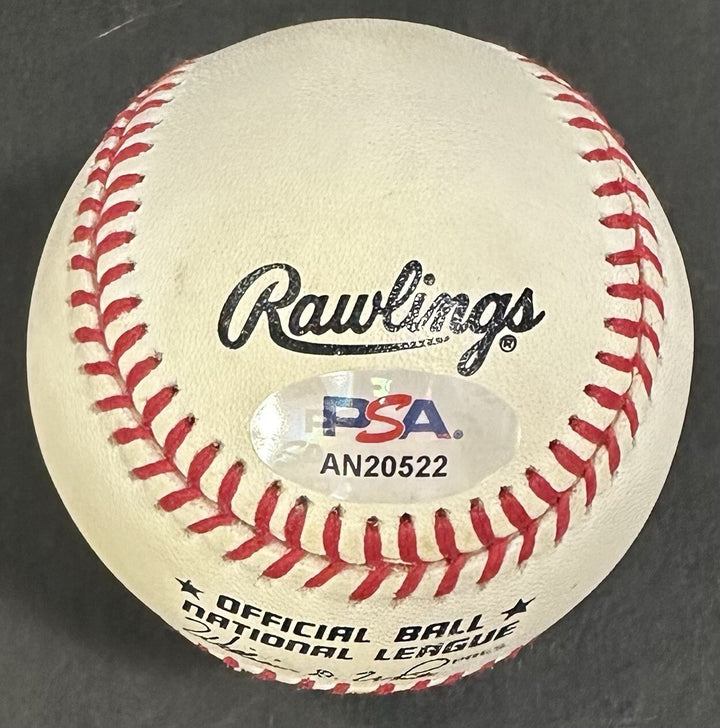 Rawlings®
PSA®
AN20522
★ OFFICIAL BALL ★
NATIONAL LEAGUE